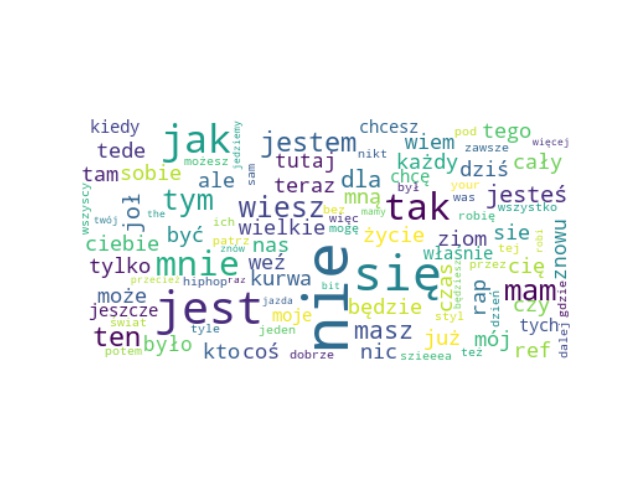 kiedy
jak
jedziemy
chcesz
pod
tego
tede
jestem
wiem
zawsze
więcej
tam
sobie
możesz
sam
tutaj
nikt
każdy
dziś
cały
wszyscy
ale
teraz
dla
chcę
był
your
jesteś
twój
joł
the
tym
wiesz
bez
mną
mamy
tak
was
wszystko
robię
ciebie
być
ich
wielkie
więc
mogę
życie
ziom
sie
znowu
patrz
znów
nas
właśnie
tej
robi
tylko
mnie
weź
nie
się
czas
będziesz
przez
cię
przecież
hiphop
raz
kurwa
bit
może
jest
jazda
moje
będzie
rap
dzień
mam
czy
gdzie
jeszcze
świat
tyle
jeden
masz
styl
tych
dalej
ten
było
kto
coś
dobrze
nic
już
mój
ref
potem
szieeea
też